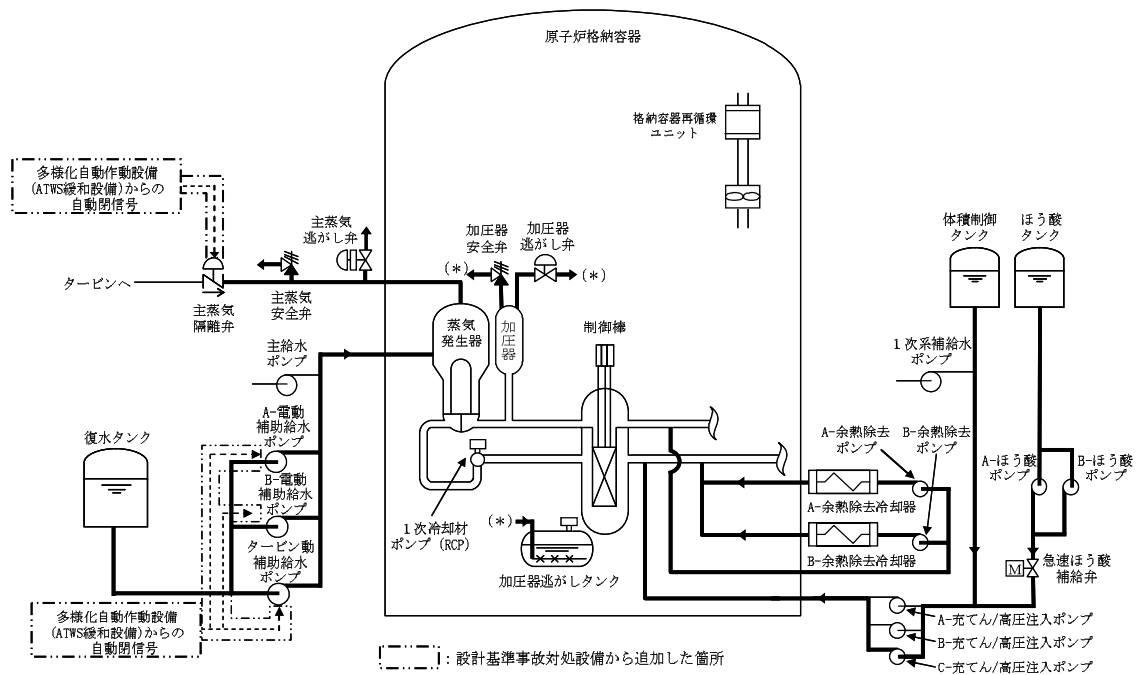 原子炉格納容器
格納容器再循環
ユニット
多様化自動作動設備
(ATWS緩和設備)からの
自動閉信号
主蒸気
逃がし弁
加圧器
安全弁
加圧器
逃がし弁
(*)
(*)
体積制御
タンク
ほう酸
タンク
タービンへ
主蒸気
隔離弁
主蒸気
安全弁
蒸気
発生器
加圧器
制御棒
主給水
ポンプ
1次系補給水
ポンプ
A-電動
補助給水
ポンプ
復水タンク
B-電動
補助給水
ポンプ
A-余熱除去
ポンプ
B-余熱除去
ポンプ
A-ほう酸
ポンプ
B-ほう酸
ポンプ
A-余熱除去冷却器
1次冷却材
ポンプ(RCP)
(*)
タービン動
補助給水
ポンプ
B-余熱除去冷却器
加圧器逃がしタンク
M
急速ほう酸
補給弁
多様化自動作動設備
(ATWS緩和設備)からの
自動閉信号
A-充てん/高圧注入ポンプ
B-充てん/高圧注入ポンプ
C-充てん/高圧注入ポンプ
:設計基準事故対処設備から追加した箇所